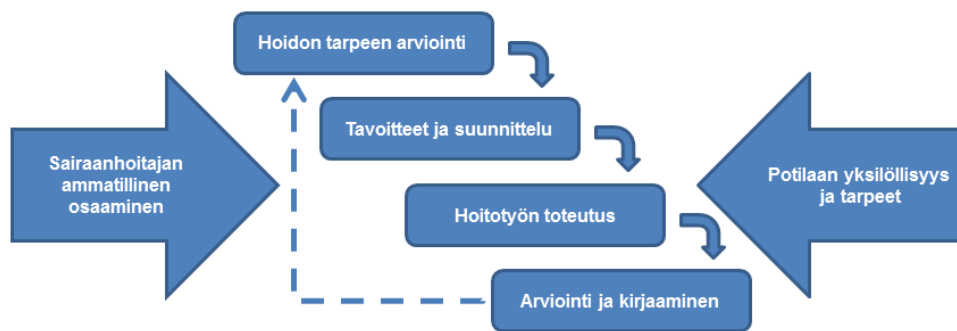 Hoidon tarpeen arviointi
Tavoitteet ja suunnittelu
Sairaanhoitajan
ammatillinen
osaaminen
Potilaan yksilöllisyys
ja tarpeet
Hoitotyön toteutus
Arviointi ja kirjaaminen